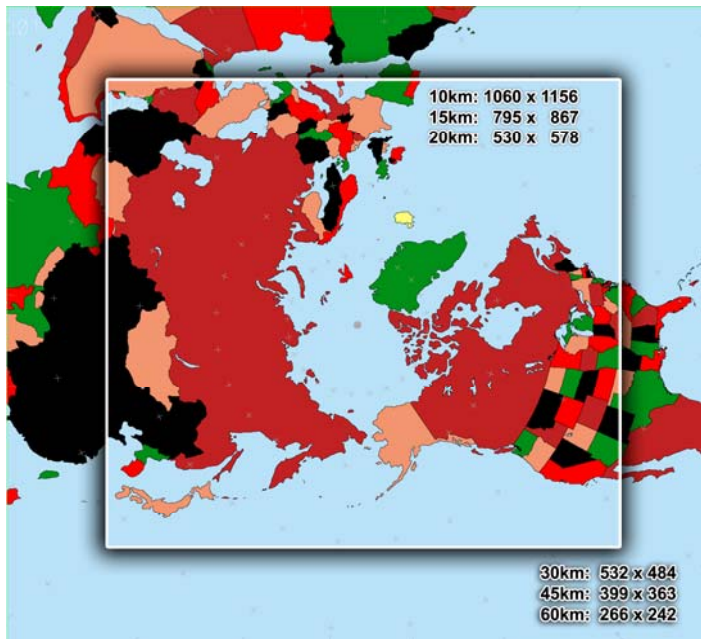 10km: 1060 x 1156
15km: 795 x 867
20km: 530 x 578
30km: 532 x 484
45km: 399 x 363
60km: 266 x 242